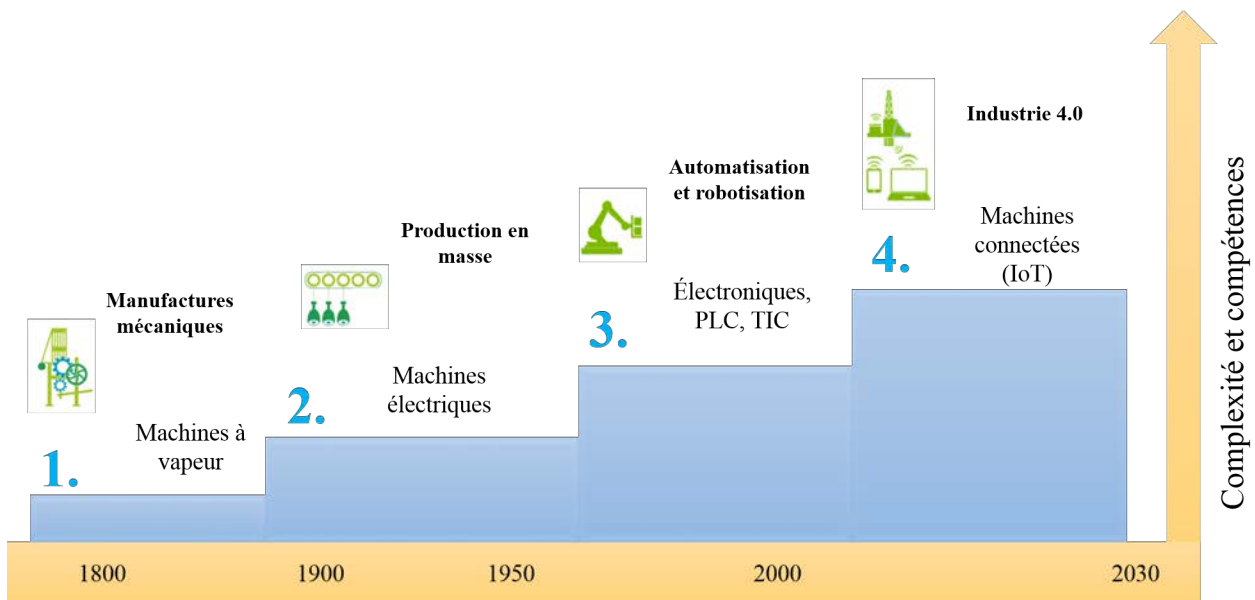 Manufactures
mécaniques
1.
Machines à
vapeur
Production en
masse
2.
Machines
électriques
Automatisation
et robotisation
3.
Électroniques,
PLC, TIC
Industrie 4.0
4.
Machines
connectées
(IoT)
1800
1900
1950
2000
2030
Complexité et compétences